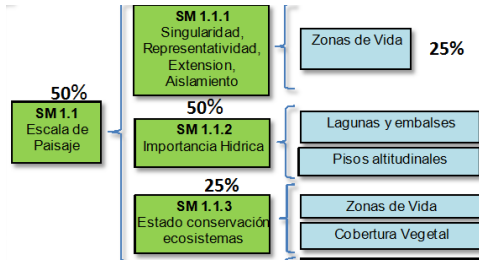 50%
SM 1.1
Escala de
Paisaje
SM 1.1.1
Singularidad,
Representatividad,
Extension,
Aislamiento
Zonas de Vida
25%
50%
SM 1.1.2
Importancia Hidrica
Lagunas y embalses
Pisos altitudinales
25%
SM 1.1.3
Estado conservación
ecosistemas
Zonas de Vida
Cobertura Vegetal